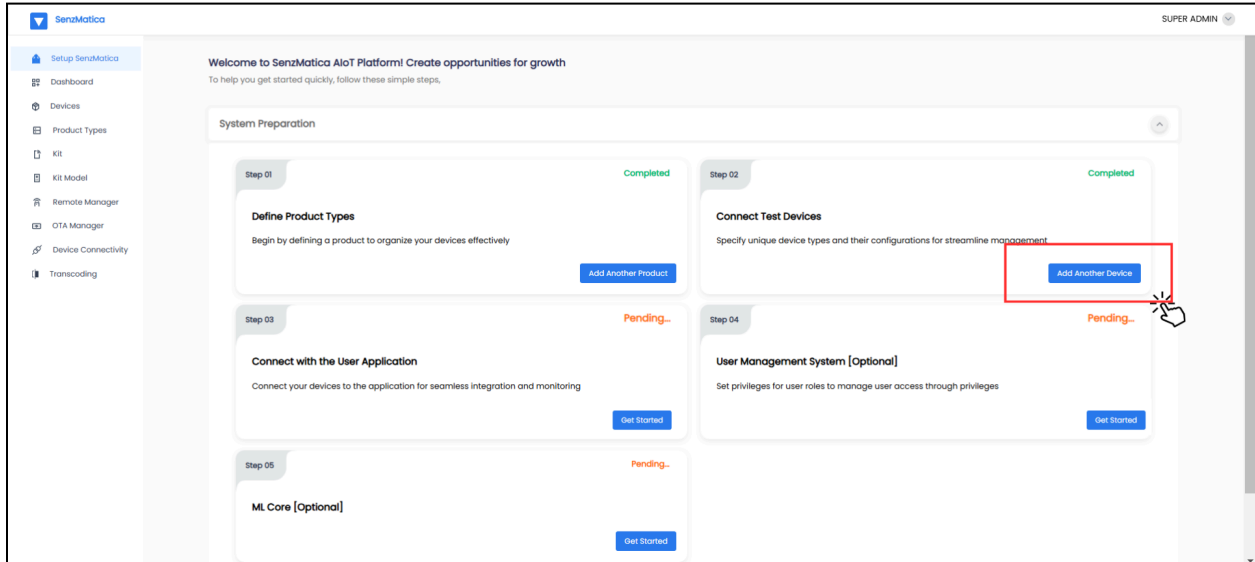 SenzMatica
SUPER ADMIN
Setup SenzMatica
Dashboard
Devices
Product Types
Kit
Kit Model
Remote Manager
OTA Manager
Device Connectivity
Transcoding
Welcome to SenzMatica AIoT Platform! Create opportunities for growth
To help you get started quickly, follow these simple steps,
System Preparation
Step 01
Completed
Define Product Types
Begin by defining a product to organize your devices effectively
Add Another Product
Step 02
Completed
Connect Test Devices
Specify unique device types and their configurations for streamline management
Add Another Device
Step 03
Pending...
Connect with the User Application
Connect your devices to the application for seamless integration and monitoring
Get Started
Step 04
Pending...
User Management System [Optional]
Set privileges for user roles to manage user access through privileges
Get Started
Step 05
Pending...
ML Core [Optional]
Get Started